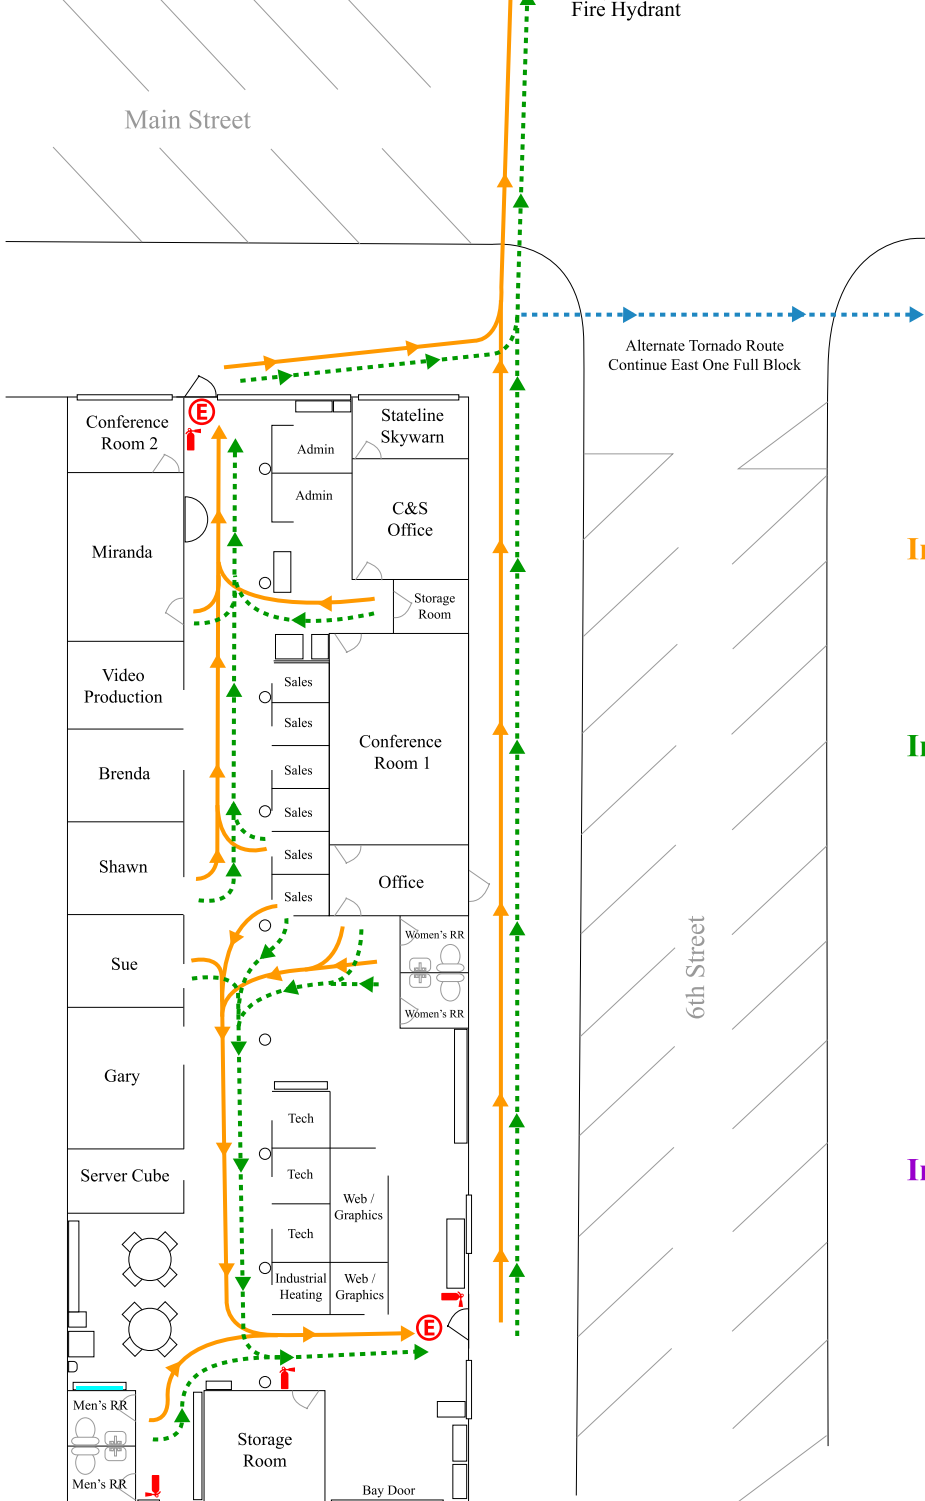 Fire Hydrant
Main Street
Alternate Tornado Route
Continue East One Full Block
E
Conference
Room 2
Stateline
Skywarn
Admin
Admin
C&S
Office
Miranda
Storage
Room
Video
Production
Sales
Sales
Conference
Room 1
Brenda
Sales
Sales
Shawn
Sales
Office
Sales
Sue
Women's RR
Women's RR
6th Street
Gary
Tech
Server Cube
Tech
Web /
Graphics
Tech
Industrial
Heating
Web /
Graphics
E
Men's RR
Storage
Room
Men's RR
Bay Door